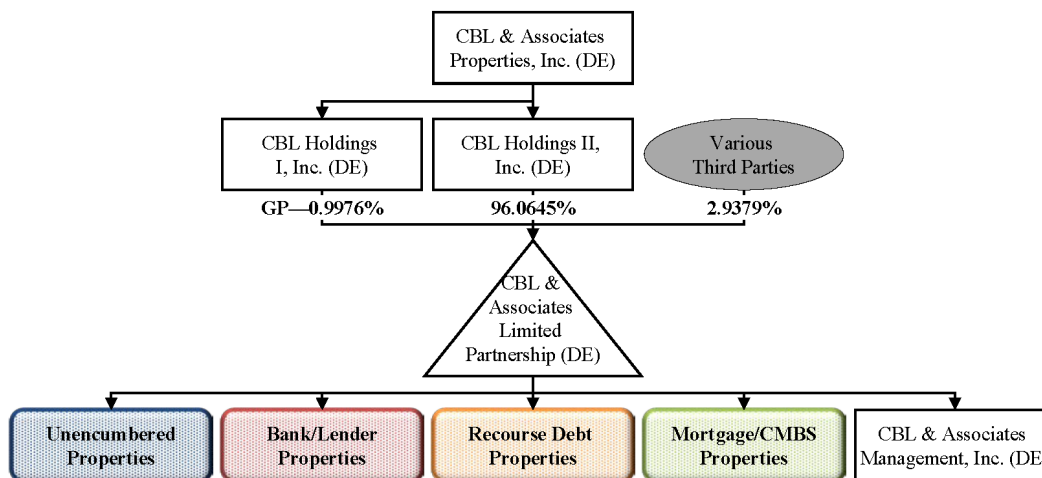 CBL & Associates
Properties, Inc. (DE)
CBL Holdings
I, Inc. (DE)
CBL Holdings II,
Inc. (DE)
Various
Third Parties
GP—0.9976%
96.0645%
2.9379%
CBL &
Associates
Limited
Partnership (DE)
Unencumbered
Properties
Bank/Lender
Properties
Recourse Debt
Properties
Mortgage/CMBS
Properties
CBL & Associates
Management, Inc. (DE